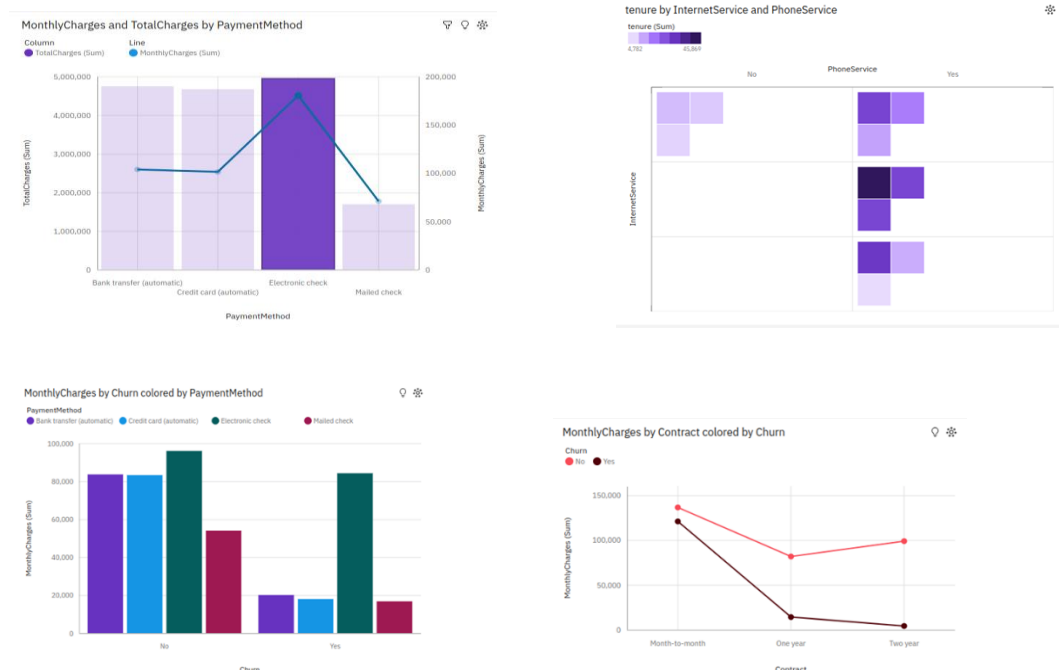 MonthlyCharges and TotalCharges by PaymentMethod
Column
Line
TotalCharges (Sum)
MonthlyCharges (Sum)
5,000,000
4,000,000
3,000,000
2,000,000
1,000,000
0
TotalCharges (Sum)
200,000
150,000
100,000
50,000
0
MonthlyCharges (Sum)
Bank transfer (automatic)
Credit card (automatic)
Electronic check
Mailed check
PaymentMethod
tenure by InternetService and PhoneService
tenure (Sum)
4,782
45,869
PhoneService
No
Yes
InternetService
MonthlyCharges by Churn colored by PaymentMethod
PaymentMethod
Bank transfer (automatic)
Credit card (automatic)
Electronic check
Mailed check
100,000
80,000
60,000
40,000
20,000
0
MonthlyCharges (Sum)
No
Yes
Churn
MonthlyCharges by Contract colored by Churn
Churn
No
Yes
150,000
100,000
50,000
0
MonthlyCharges (Sum)
Month-to-month
One year
Two year
Contract